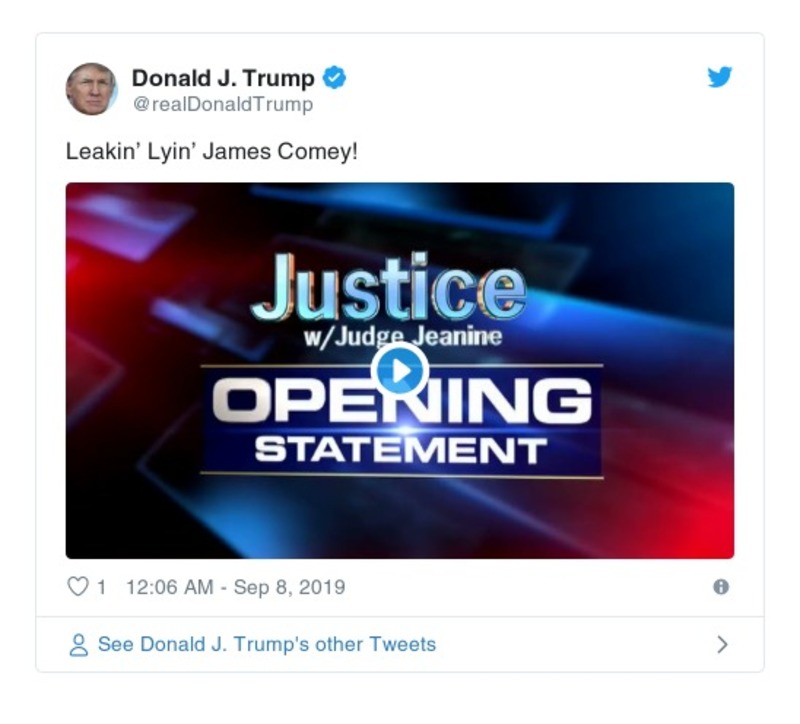 Donald J. Trump
@realDonaldTrump
Leakin’ Lyin’ James Comey!
Justice
w/Judge Jeanine
OPENING
STATEMENT
1 12:06 AM - Sep 8, 2019
See Donald J. Trump's other Tweets